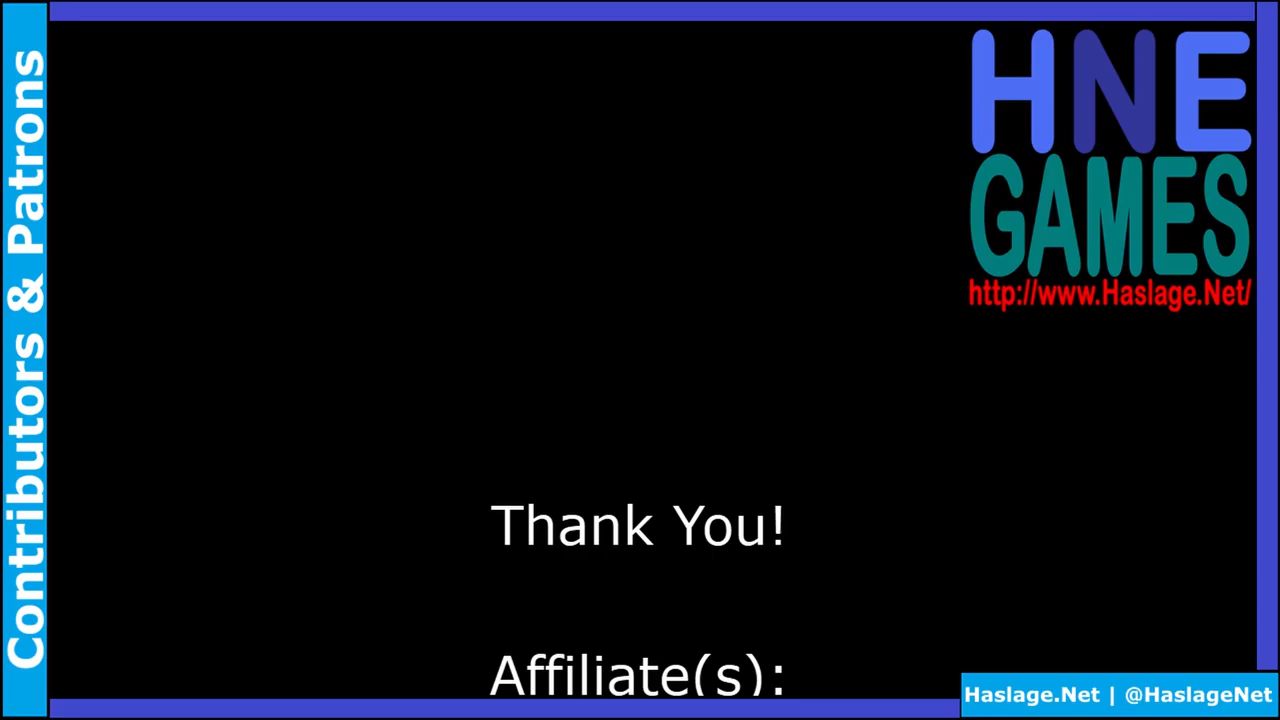 Contributors & Patrons
HNE
GAMES
http://www.Haslage.Net/
Thank You!
Affiliate(s):
Haslage.Net | @HaslageNet